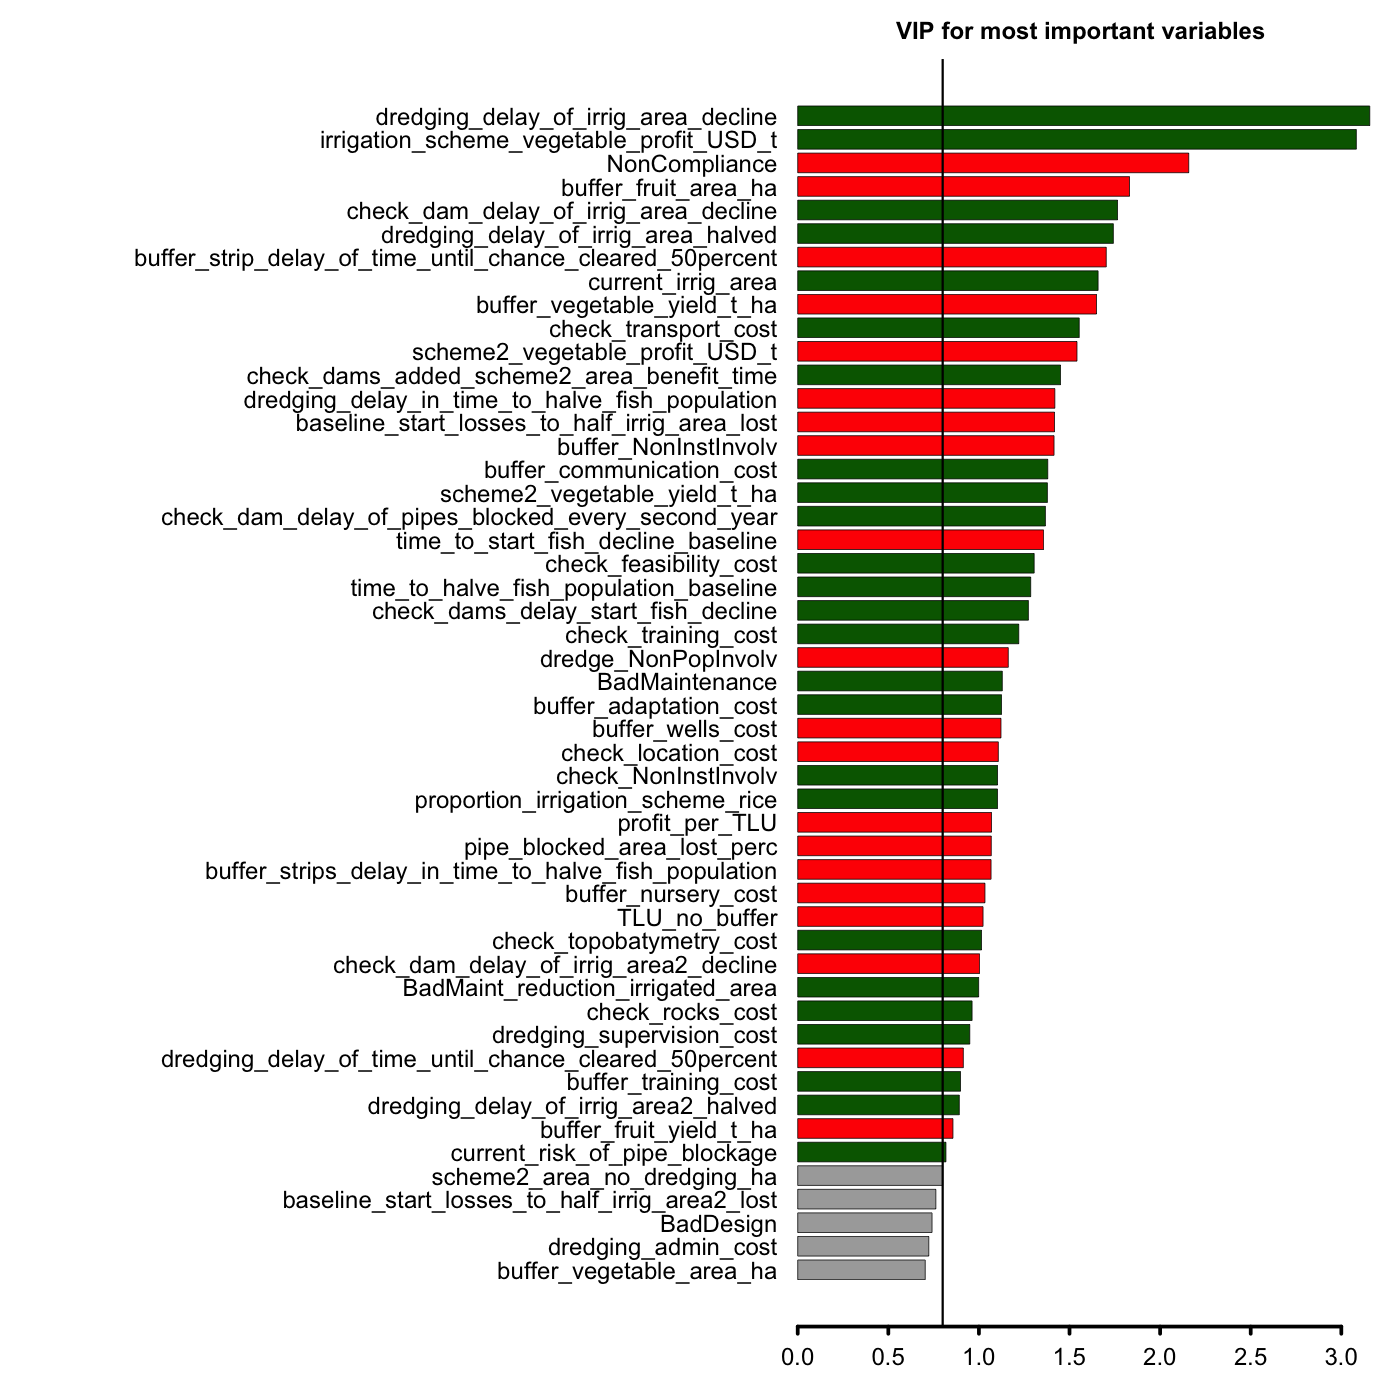 VIP for most important variables
dredging_delay_of_irrig_area_decline
irrigation_scheme_vegetable_profit_USD_t
NonCompliance
buffer_fruit_area_ha
check_dam_delay_of_irrig_area_decline
dredging_delay_of_irrig_area_halved
buffer_strip_delay_of_time_until_chance_cleared_50percent
current_irrig_area
buffer_vegetable_yield_t_ha
check_transport_cost
scheme2_vegetable_profit_USD_t
check_dams_added_scheme2_area_benefit_time
dredging_delay_in_time_to_halve_fish_population
baseline_start_losses_to_half_irrig_area_lost
buffer_NonInstInvolv
buffer_communication_cost
scheme2_vegetable_yield_t_ha
check_dam_delay_of_pipes_blocked_every_second_year
time_to_start_fish_decline_baseline
check_feasibility_cost
time_to_halve_fish_population_baseline
check_dams_delay_start_fish_decline
check_training_cost
dredge_NonPopInvolv
BadMaintenance
buffer_adaptation_cost
buffer_wells_cost
check_location_cost
check_NonInstInvolv
proportion_irrigation_scheme_rice
profit_per_TLU
pipe_blocked_area_lost_perc
buffer_strips_delay_in_time_to_halve_fish_population
buffer_nursery_cost
TLU_no_buffer
check_topobatymetry_cost
check_dam_delay_of_irrig_area2_decline
BadMaint_reduction_irrigated_area
check_rocks_cost
dredging_supervision_cost
dredging_delay_of_time_until_chance_cleared_50percent
buffer_training_cost
dredging_delay_of_irrig_area2_halved
buffer_fruit_yield_t_ha
current_risk_of_pipe_blockage
scheme2_area_no_dredging_ha
baseline_start_losses_to_half_irrig_area2_lost
BadDesign
dredging_admin_cost
buffer_vegetable_area_ha
0.0 0.5 1.0 1.5 2.0 2.5 3.0